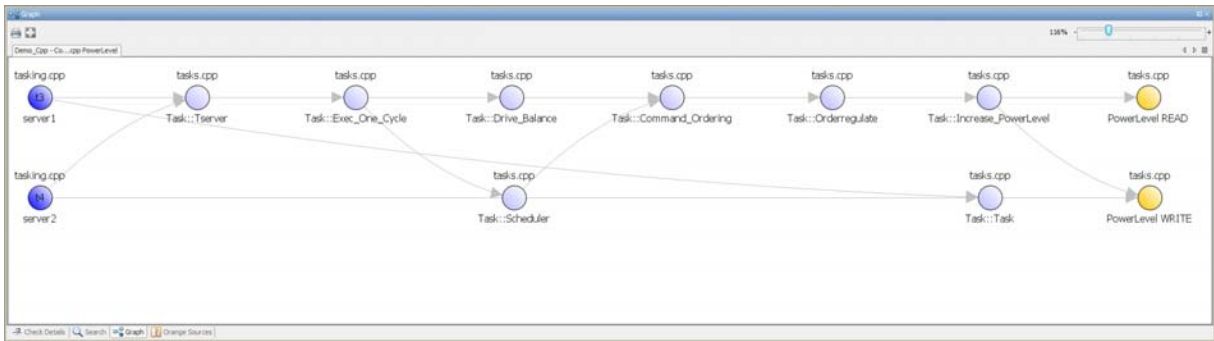 Graph
116% - +
Demo_Cpp - Co....cpp PowerLevel
tasking.cpp tasks.cpp tasks.cpp tasks.cpp tasks.cpp tasks.cpp tasks.cpp tasks.cpp
t3
server1 Task::Tserver Task::Exec_One_Cycle Task::Drive_Balance Task::Command_Ordering Task::Orderregulate Task::Increase_PowerLevel PowerLevel READ
tasking.cpp tasks.cpp tasks.cpp tasks.cpp
t4
server2 Task::Scheduler Task::Task PowerLevel WRITE
Check Details Search Graph Orange Sources